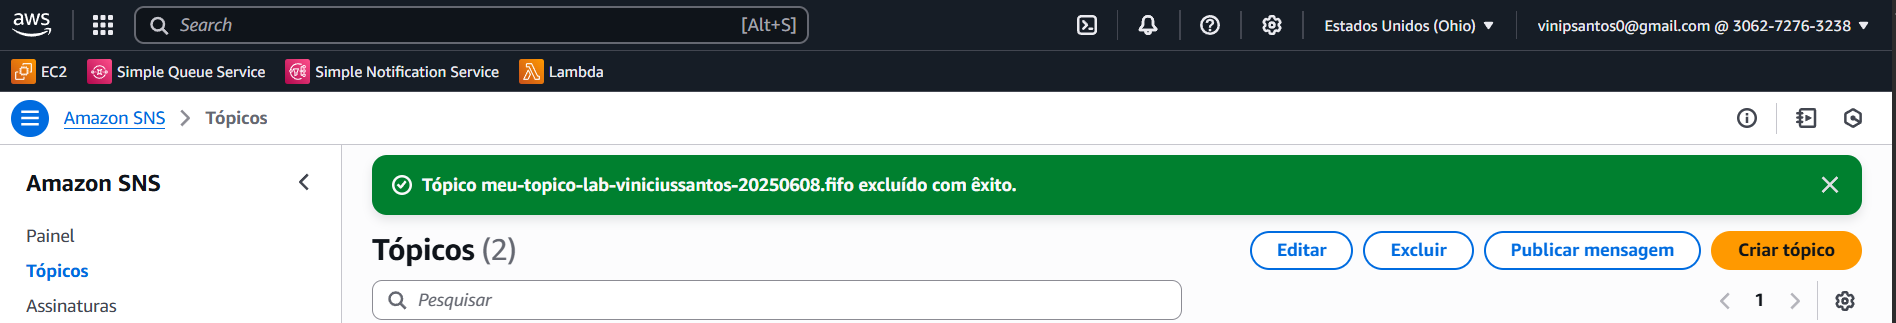 aws
Search [Alt+S]
Estados Unidos (Ohio)
vinipsantos0@gmail.com @ 3062-7276-3238
EC2 Simple Queue Service Simple Notification Service Lambda
Amazon SNS Tópicos
Amazon SNS
Painel
Tópicos
Assinaturas
Tópico meu-topico-lab-viniciussantos-20250608.fifo excluído com êxito.
Tópicos (2)
Editar Excluir Publicar mensagem Criar tópico
Pesquisar
1